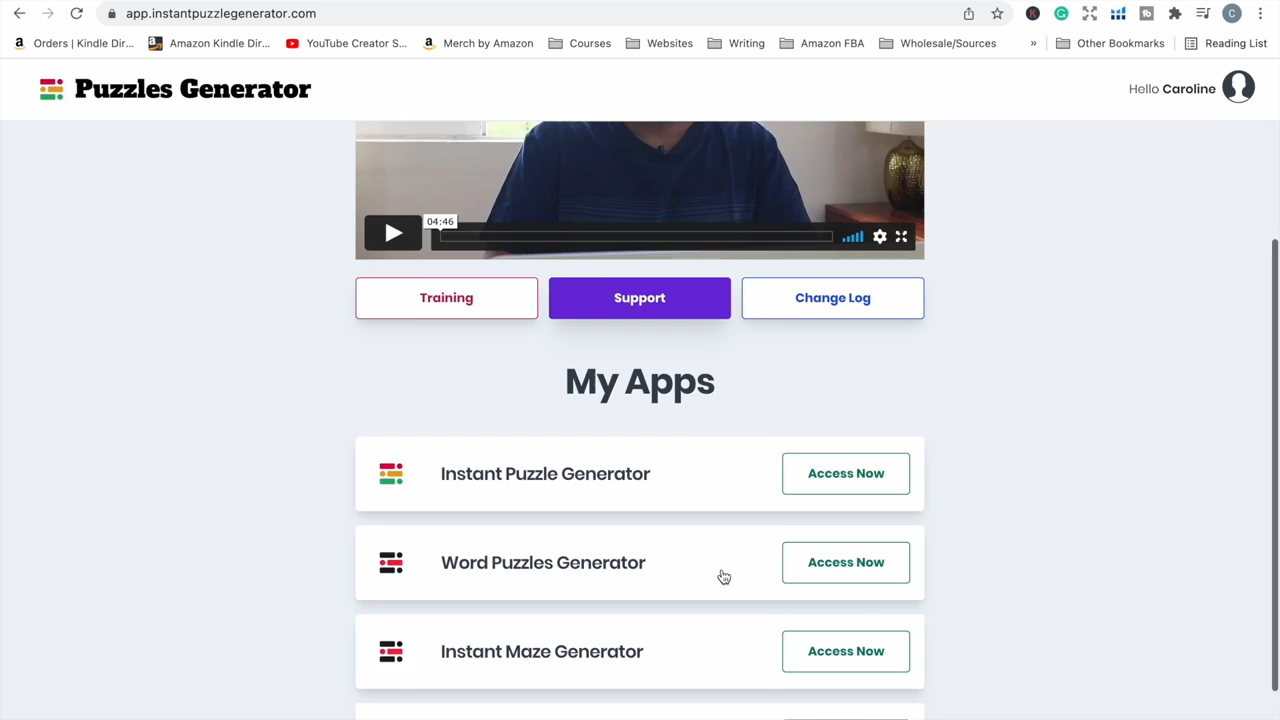 app.instantpuzzlegenerator.com
Orders | Kindle Dir... Amazon Kindle Dir... YouTube Creator S... Merch by Amazon Courses Websites Writing Amazon FBA Wholesale/Sources » Other Bookmarks Reading List
Puzzles Generator
Hello Caroline
04:46
Training Support Change Log
My Apps
Instant Puzzle Generator Access Now
Word Puzzles Generator Access Now
Instant Maze Generator Access Now